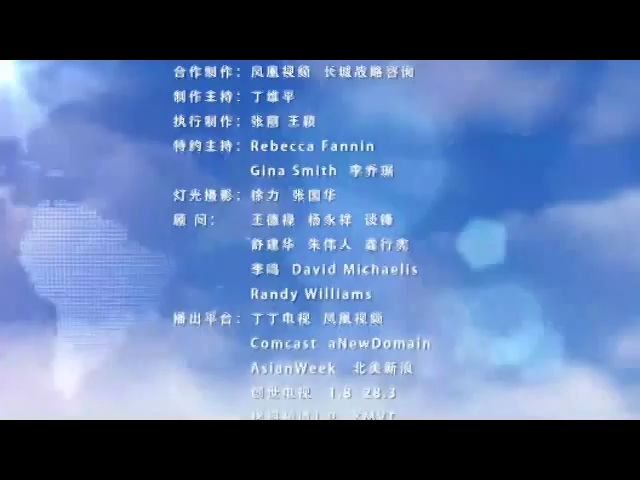 合作制作：凤凰视频 长城战略咨询
制作主持：丁雄平
执行制作：张丽 王颖
特约主持：Rebecca Fannin
Gina Smith 李乔琚
灯光摄影：徐力 张国华
顾 问： 王德禄 杨永祥 谈锋
舒建华 朱伟人 龚行宪
李鸣 David Michaelis
Randy Williams
播出平台：丁丁电视 凤凰视频
Comcast aNewDomain
AsianWeek 北美新浪
创世电视 1.8 28.3
XMVT